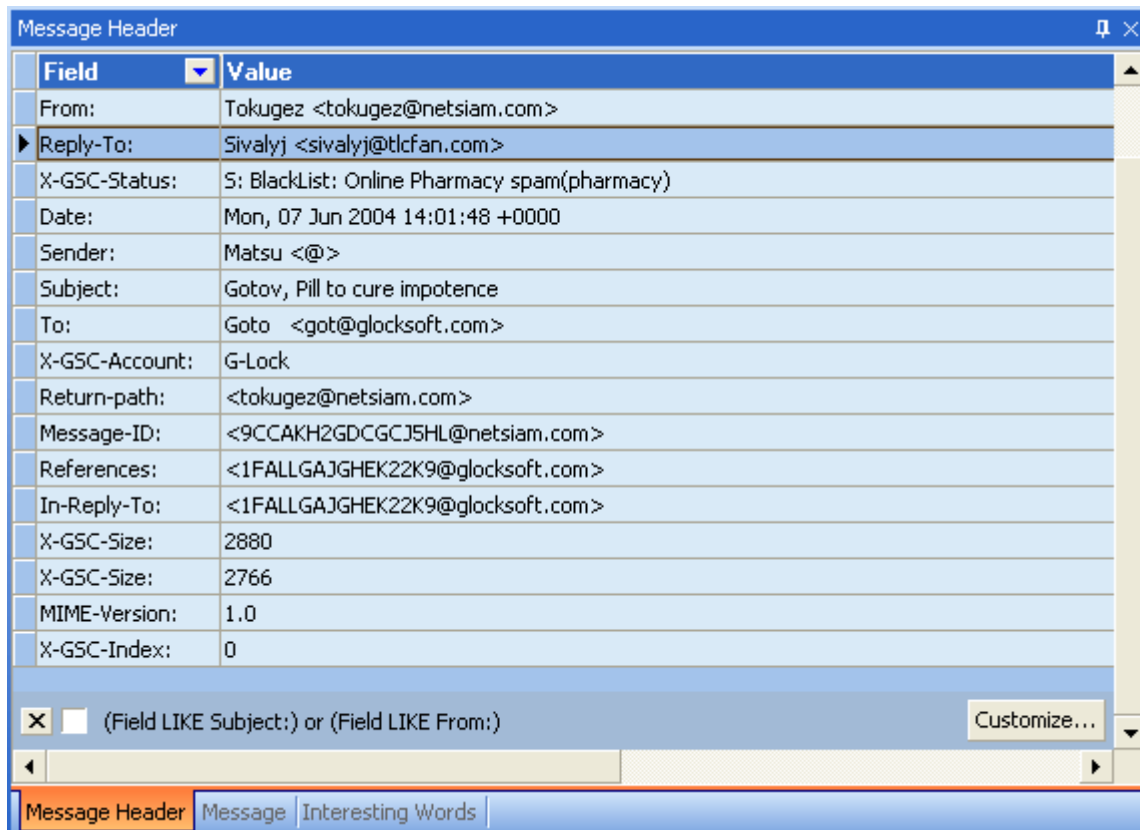 Message Header
Field Value
From: Tokugez <tokugez@netsiam.com>
Reply-To: Sivalyj <sivalyj@tlcfan.com>
X-GSC-Status: S: BlackList: Online Pharmacy spam(pharmacy)
Date: Mon, 07 Jun 2004 14:01:48 +0000
Sender: Matsu <@>
Subject: Gotov, Pill to cure impotence
To: Goto <got@glocksoft.com>
X-GSC-Account: G-Lock
Return-path: <tokugez@netsiam.com>
Message-ID: <9CCAKH2GDCGCJ5HL@netsiam.com>
References: <1FALLGAJGHEK22K9@glocksoft.com>
In-Reply-To: <1FALLGAJGHEK22K9@glocksoft.com>
X-GSC-Size: 2880
X-GSC-Size: 2766
MIME-Version: 1.0
X-GSC-Index: 0
(Field LIKE Subject:) or (Field LIKE From:) Customize...
Message Header Message Interesting Words